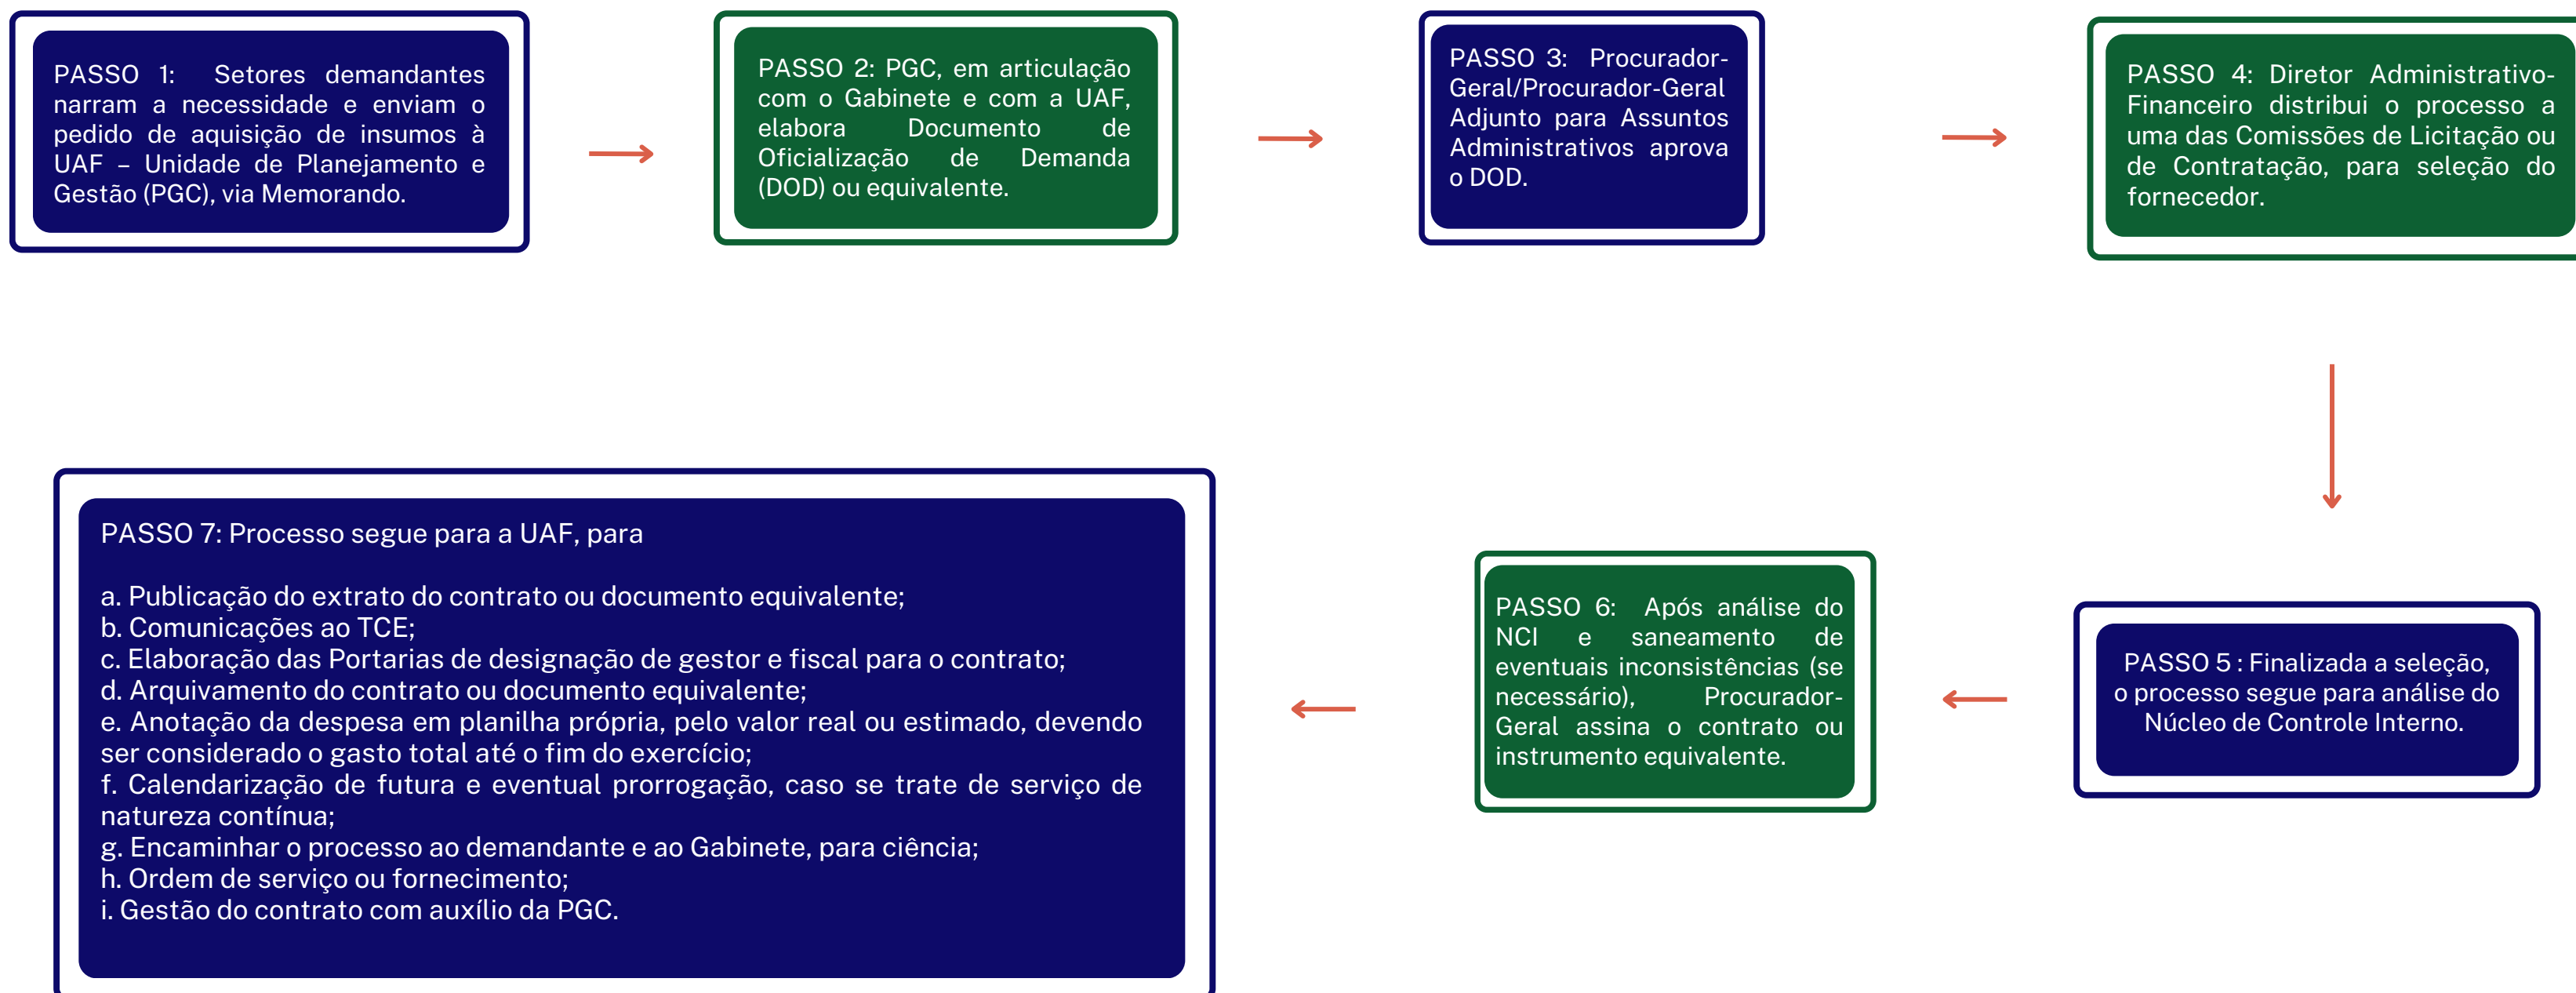 PASSO 1: Setores demandantes
narram a necessidade e enviam o
pedido de aquisição de insumos à
UAF – Unidade de Planejamento e
Gestão (PGC), via Memorando.
PASSO 2: PGC, em articulação
com o Gabinete e com a UAF,
elabora Documento de
Oficialização de Demanda
(DOD) ou equivalente.
PASSO 3: Procurador-
Geral/Procurador-Geral
Adjunto para Assuntos
Administrativos aprova
o DOD.
PASSO 4: Diretor Administrativo-
Financeiro distribui o processo a
uma das Comissões de Licitação ou
de Contratação, para seleção do
fornecedor.
PASSO 5 : Finalizada a seleção,
o processo segue para análise do
Núcleo de Controle Interno.
PASSO 6: Após análise do
NCI e saneamento de
eventuais inconsistências (se
necessário), Procurador-
Geral assina o contrato ou
instrumento equivalente.
PASSO 7: Processo segue para a UAF, para
a. Publicação do extrato do contrato ou documento equivalente;
b. Comunicações ao TCE;
c. Elaboração das Portarias de designação de gestor e fiscal para o contrato;
d. Arquivamento do contrato ou documento equivalente;
e. Anotação da despesa em planilha própria, pelo valor real ou estimado, devendo
ser considerado o gasto total até o fim do exercício;
f. Calendarização de futura e eventual prorrogação, caso se trate de serviço de
natureza contínua;
g. Encaminhar o processo ao demandante e ao Gabinete, para ciência;
h. Ordem de serviço ou fornecimento;
i. Gestão do contrato com auxílio da PGC.